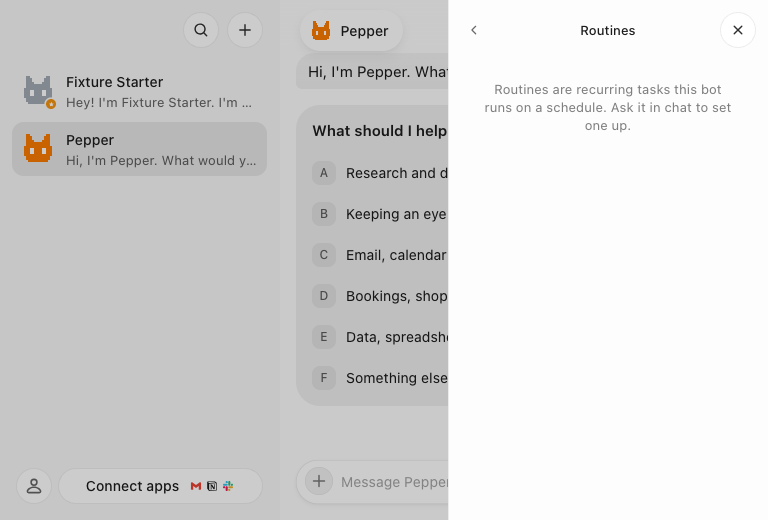 Fixture Starter
Hey! I'm Fixture Starter. I'm ...
Pepper
Hi, I'm Pepper. What would y...
Connect apps
Pepper
Hi, I'm Pepper. What
What should I help
A Research and d
B Keeping an eye
C Email, calendar
D Bookings, shop
E Data, spreadsh
F Something else
Message Pepper
Routines
Routines are recurring tasks this bot
runs on a schedule. Ask it in chat to set
one up.